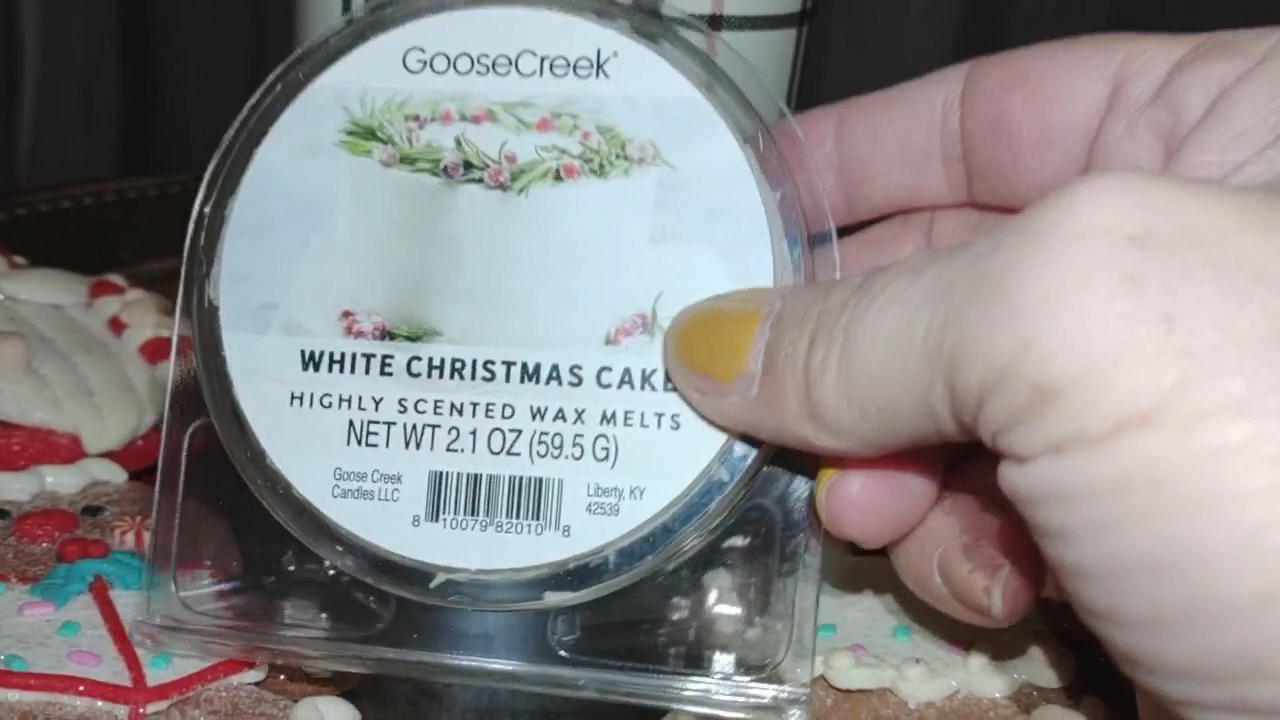 GooseCreek®
WHITE CHRISTMAS CAKE
HIGHLY SCENTED WAX MELTS
NET WT 2.1 OZ (59.5 G)
Goose Creek
Candles LLC
Liberty, KY
42539
8 10079 82010 8